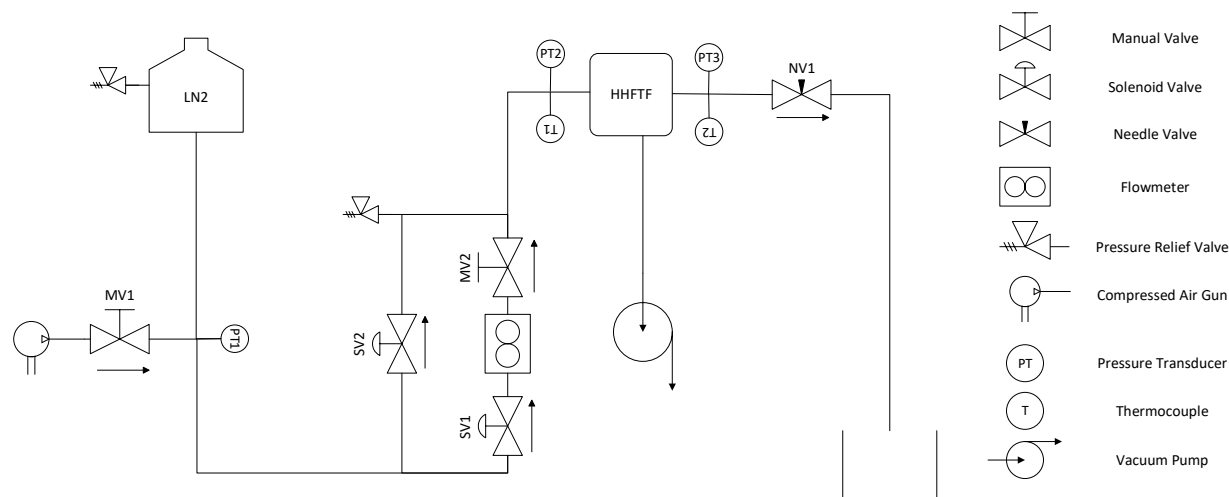 LN2
MV1
PT1
SV2
MV2
SV1
PT2
T1
HHFTF
PT3
T2
NV1
Manual Valve
Solenoid Valve
Needle Valve
Flowmeter
Pressure Relief Valve
Compressed Air Gun
PT
Pressure Transducer
T
Thermocouple
Vacuum Pump